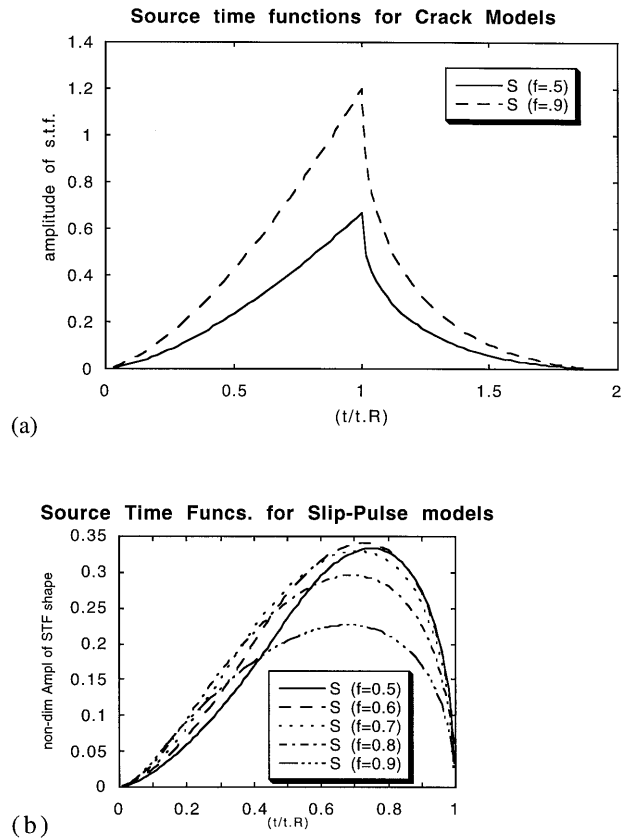 Source time functions for Crack Models
1.4
1.2
1
0.8
0.6
0.4
0.2
0
amplitude of s.t.f.
S (f=.5)
S (f=.9)
0
0.5
1
1.5
2
(t/t.R)
(a)
Source Time Funcs. for Slip-Pulse models
0.35
0.3
0.25
0.2
0.15
0.1
0.05
0
non-dim Ampl of STF shape
S (f=0.5)
S (f=0.6)
S (f=0.7)
S (f=0.8)
S (f=0.9)
0
0.2
0.4
0.6
0.8
1
(t/t.R)
(b)